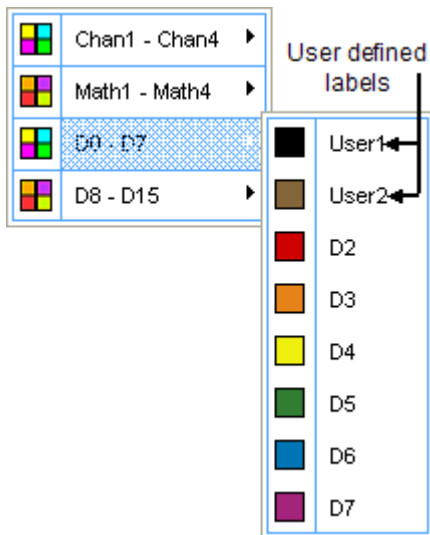 Chan1 - Chan4
Math1 - Math4
D0 - D7
D8 - D15
User defined
labels
User1
User2
D2
D3
D4
D5
D6
D7